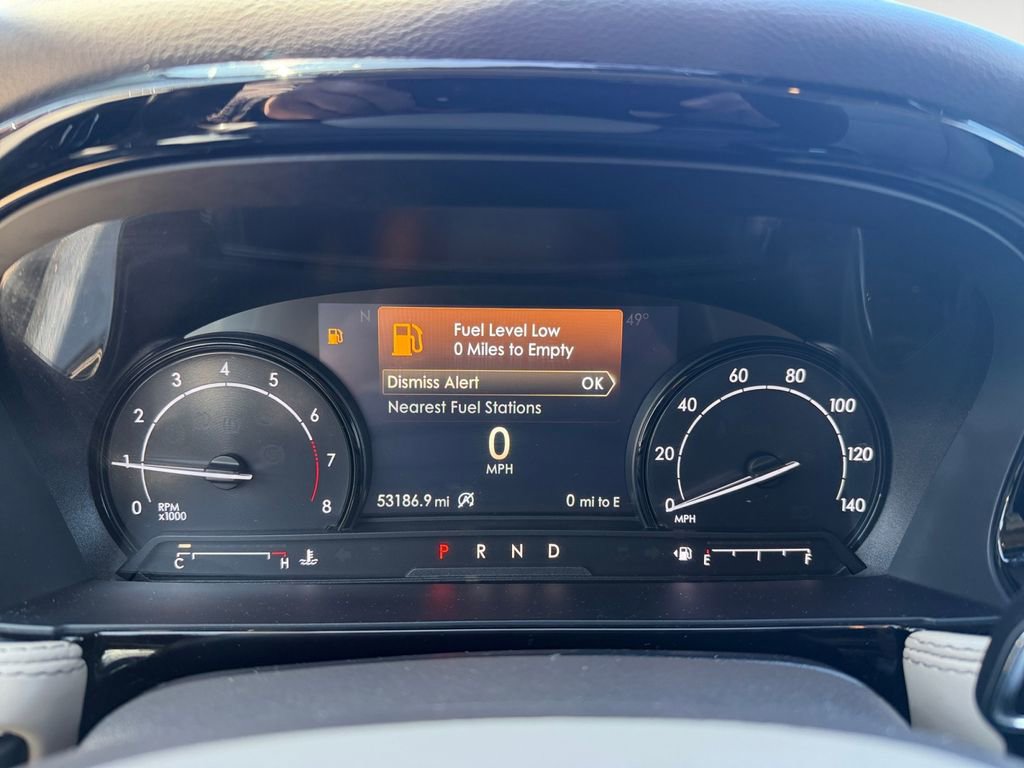 N
49°
Fuel Level Low
0 Miles to Empty
Dismiss Alert OK
Nearest Fuel Stations
0
MPH
53186.9 mi
0 mi to E
0 1 2 3 4 5 6 7 8
RPM
x1000
0 20 40 60 80 100 120 140
MPH
C H
P R N D
E F